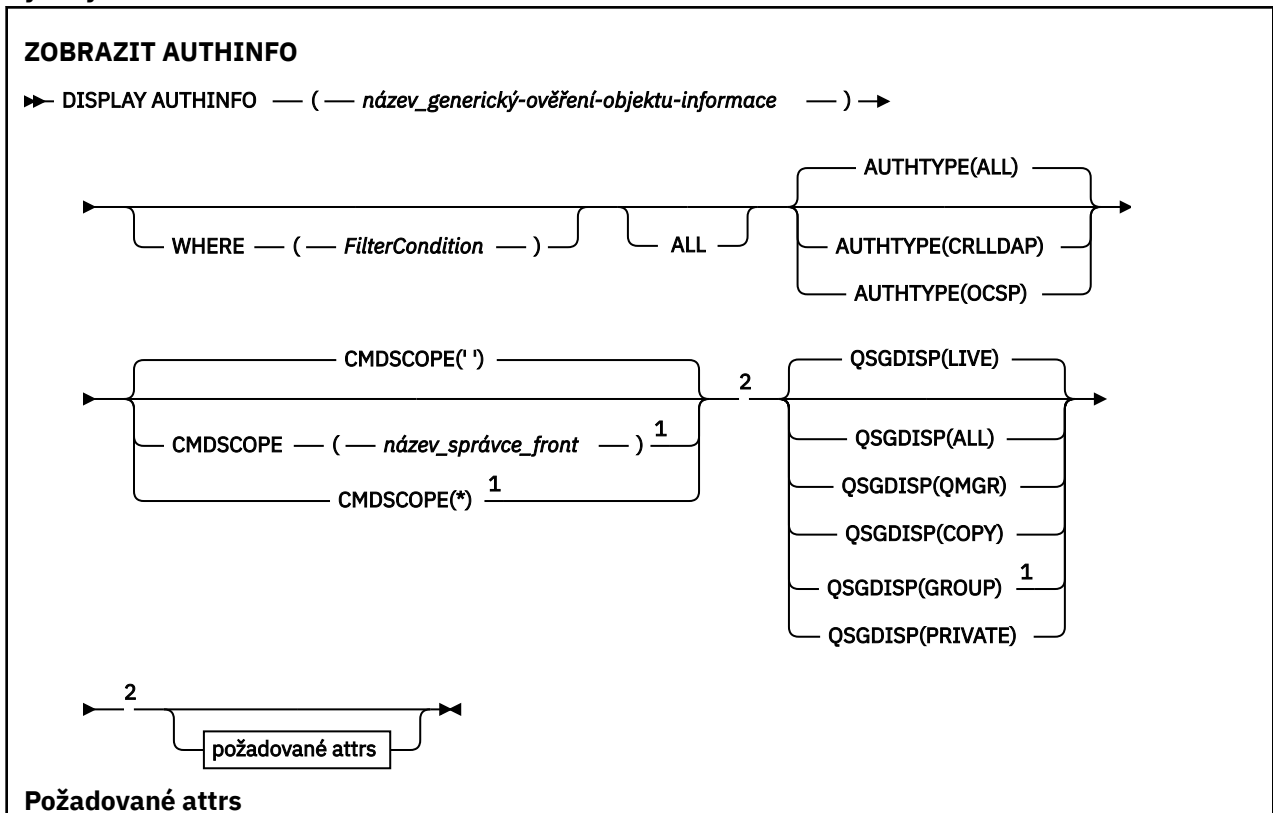 ZOBRAZIT AUTHINFO
DISPLAY AUTHINFO — ( — název_generický-ověření-objektu-informace — )
AUTHTYPE(ALL)
WHERE — ( — FilterCondition — )
ALL
AUTHTYPE(CRLLDAP)
AUTHTYPE(OCSP)
CMDSCOPE(' ')
CMDSCOPE — ( — název_správce_front — ) 1
CMDSCOPE(*) 1
2
QSGDISP(LIVE)
QSGDISP(ALL)
QSGDISP(QMGR)
QSGDISP(COPY)
QSGDISP(GROUP) 1
QSGDISP(PRIVATE)
2
požadované attrs
Požadované attrs